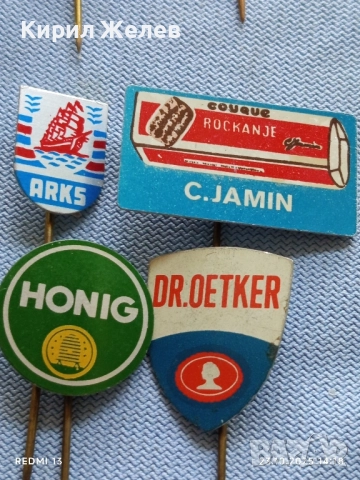 Кирил Желев
ARKS
couque
ROCKANJE
C.JAMIN
HONIG
DR.OETKER
REDMI 13